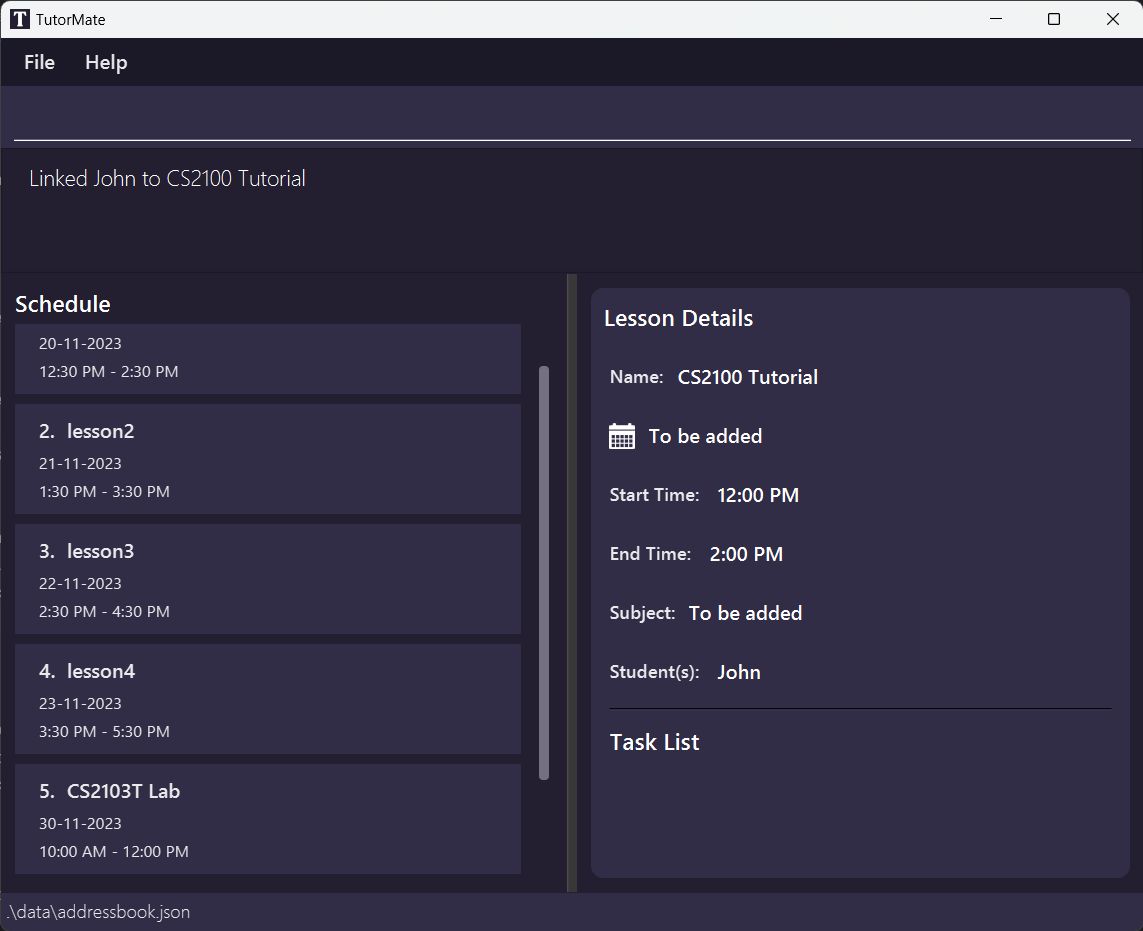 TutorMate
File Help
Linked John to CS2100 Tutorial
Schedule
20-11-2023
12:30 PM - 2:30 PM
2. lesson2
21-11-2023
1:30 PM - 3:30 PM
3. lesson3
22-11-2023
2:30 PM - 4:30 PM
4. lesson4
23-11-2023
3:30 PM - 5:30 PM
5. CS2103T Lab
30-11-2023
10:00 AM - 12:00 PM
Lesson Details
Name: CS2100 Tutorial
To be added
Start Time: 12:00 PM
End Time: 2:00 PM
Subject: To be added
Student(s): John
Task List
.\data\addressbook.json